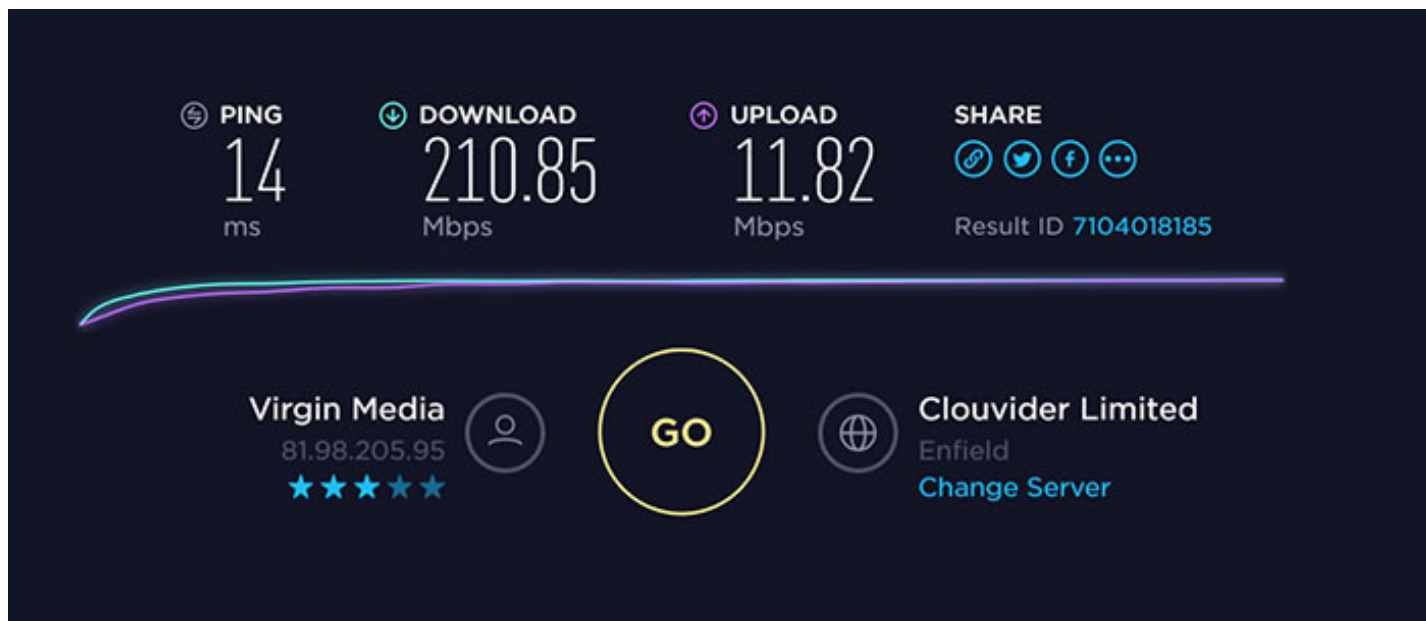 PING
14
ms
DOWNLOAD
210.85
Mbps
UPLOAD
11.82
Mbps
SHARE
Result ID 7104018185
Virgin Media
81.98.205.95
GO
Clouvider Limited
Enfield
Change Server